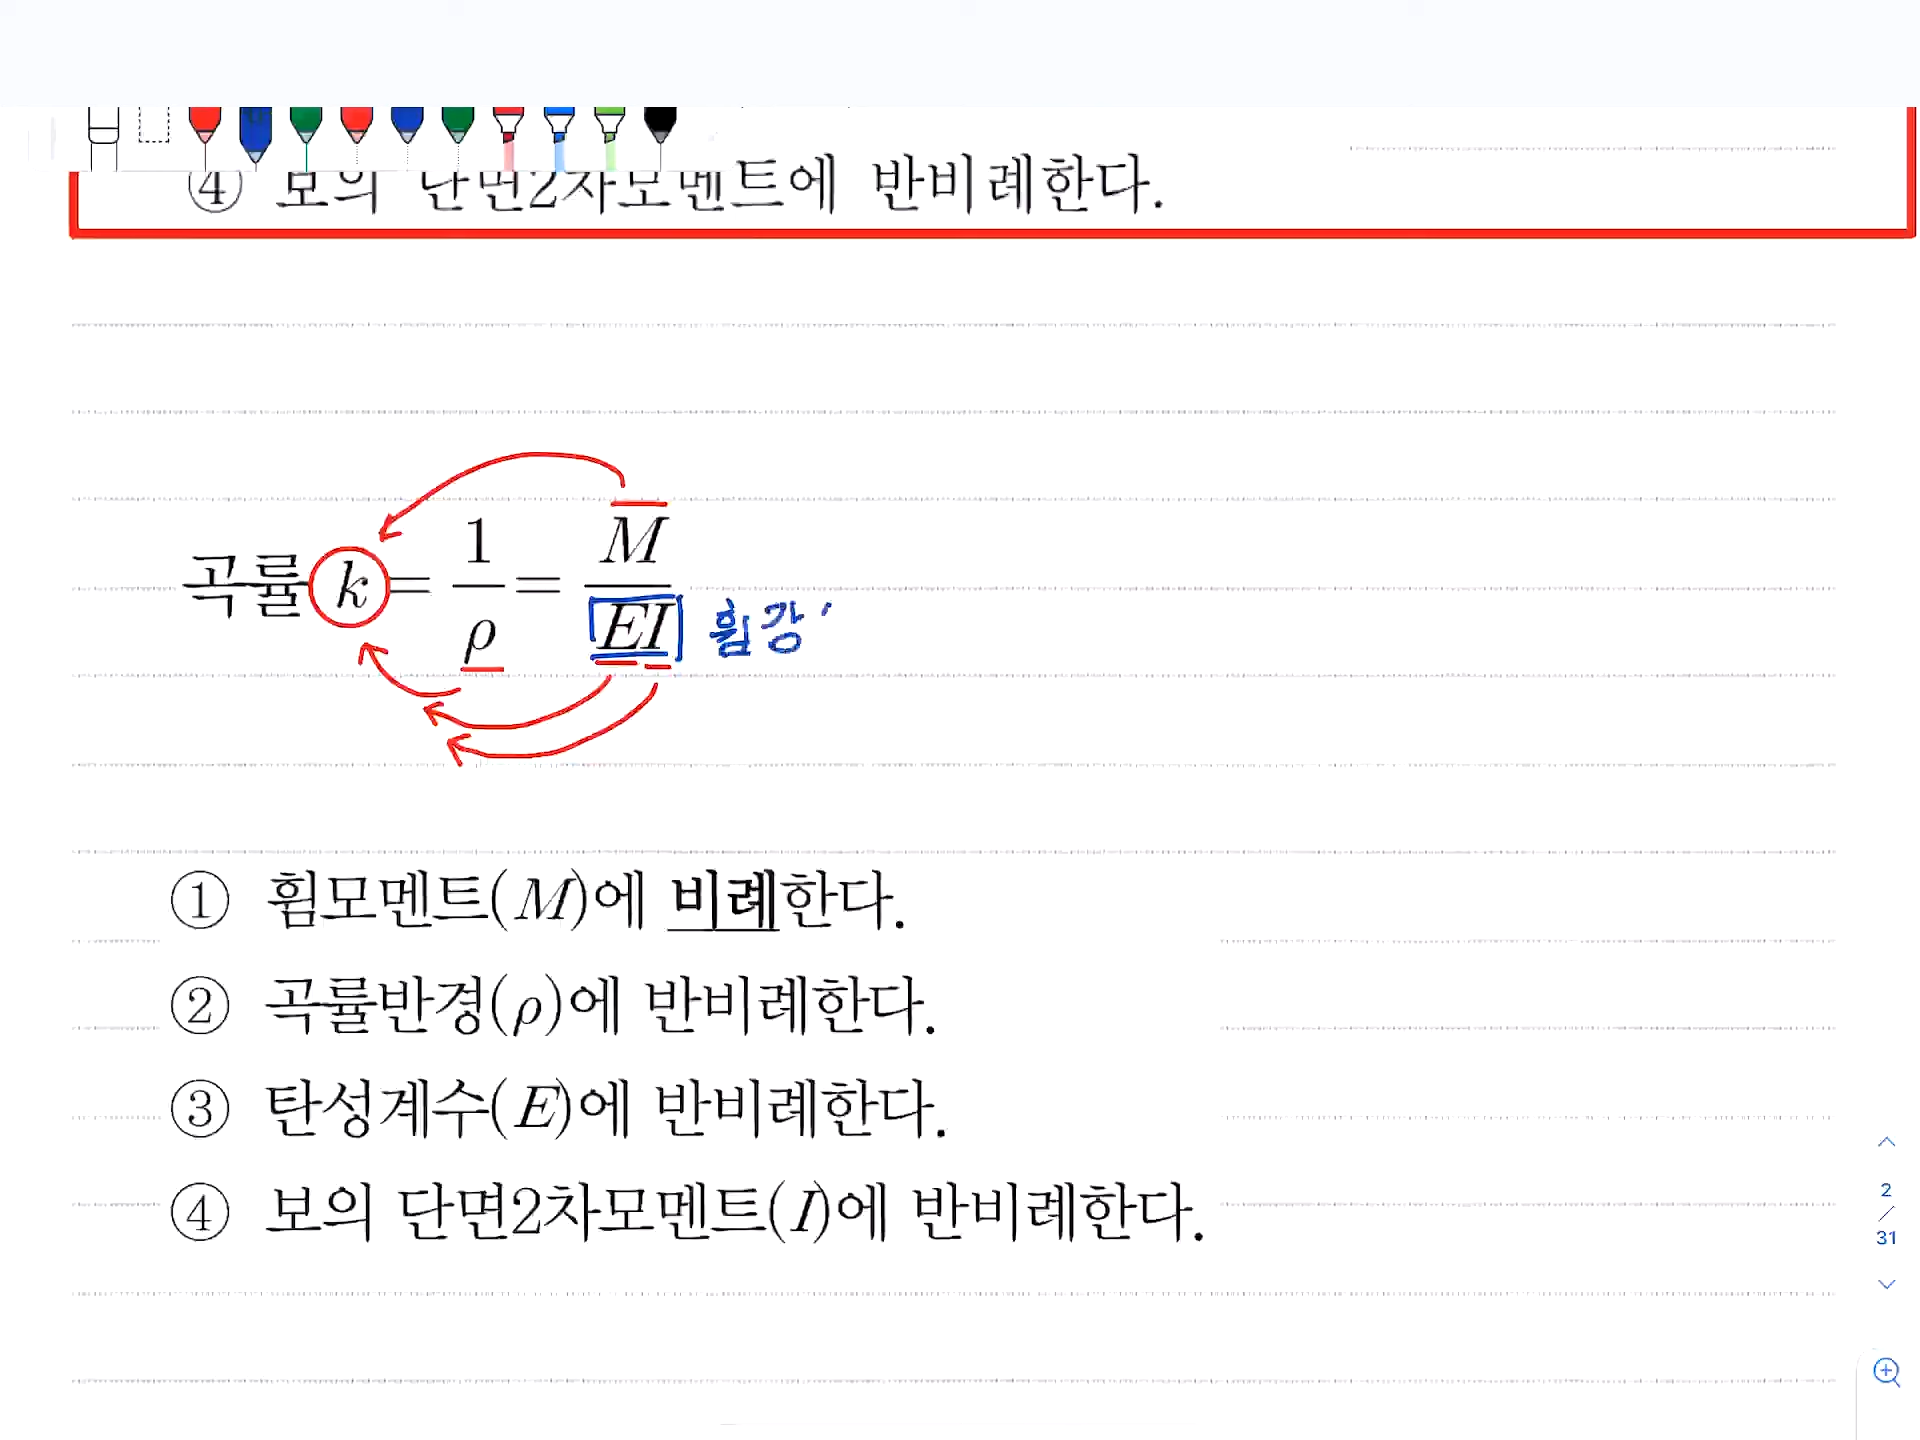 ④ 보의 단면2차모멘트에 반비례한다.
곡률 k = 1/ρ = M/EI 휨강
① 휨모멘트(M)에 비례한다.
② 곡률반경(ρ)에 반비례한다.
③ 탄성계수(E)에 반비례한다.
④ 보의 단면2차모멘트(I)에 반비례한다.
2
/
31